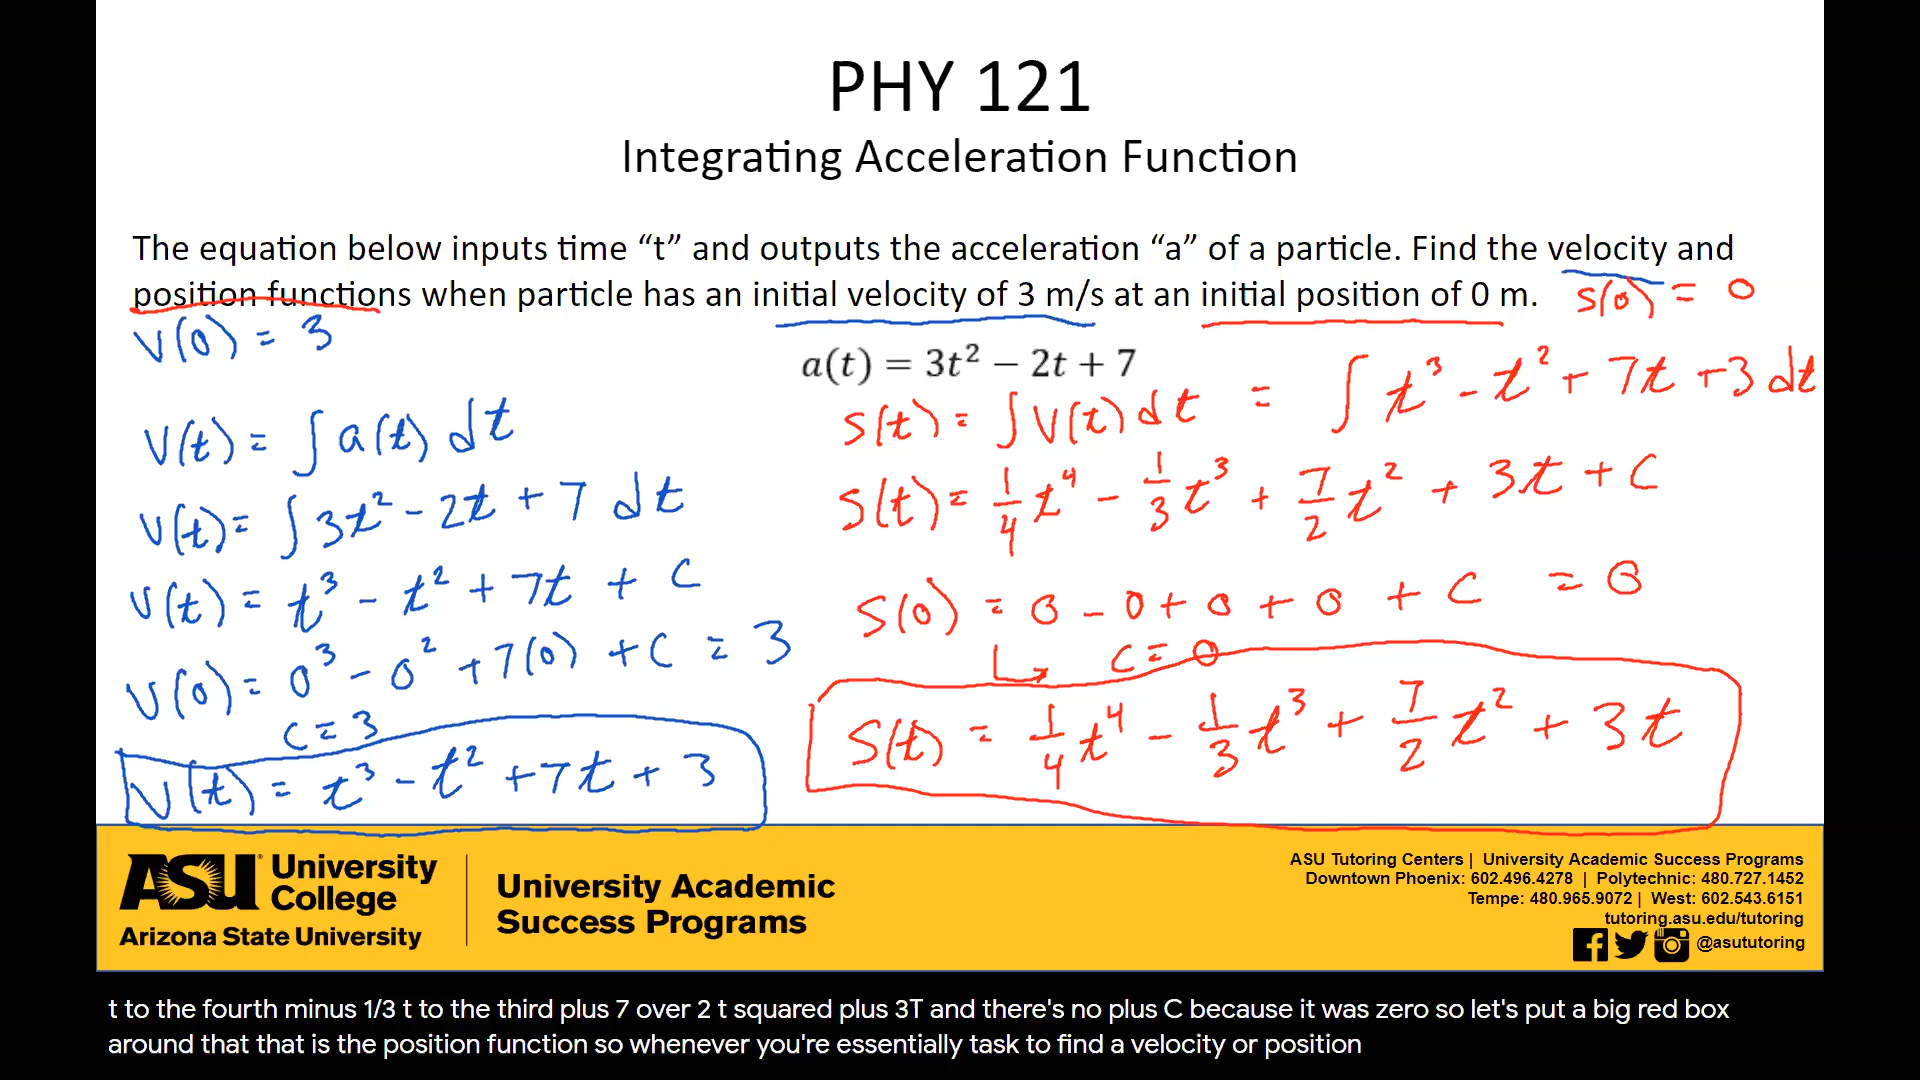 PHY 121
Integrating Acceleration Function
The equation below inputs time “t” and outputs the acceleration “a” of a particle. Find the velocity and
position functions when particle has an initial velocity of 3 m/s at an initial position of 0 m.
S(0) = 0
V(0) = 3
a(t) = 3t² − 2t + 7
V(t) = ∫ a(t) dt
V(t) = ∫ 3t² - 2t + 7 dt
V(t) = t³ - t² + 7t + C
V(0) = 0³ - 0² + 7(0) + C = 3
C = 3
V(t) = t³ - t² + 7t + 3
S(t) = ∫ V(t) dt = ∫ t³ - t² + 7t + 3 dt
S(t) = 1/4 t⁴ - 1/3 t³ + 7/2 t² + 3t + C
S(0) = 0 - 0 + 0 + 0 + C = 0
↳ C = 0
S(t) = 1/4 t⁴ - 1/3 t³ + 7/2 t² + 3t
ASU University College
Arizona State University
University Academic
Success Programs
ASU Tutoring Centers | University Academic Success Programs
Downtown Phoenix: 602.496.4278 | Polytechnic: 480.727.1452
Tempe: 480.965.9072 | West: 602.543.6151
tutoring.asu.edu/tutoring
@asututoring
t to the fourth minus 1/3 t to the third plus 7 over 2 t squared plus 3T and there's no plus C because it was zero so let's put a big red box
around that that is the position function so whenever you're essentially task to find a velocity or position